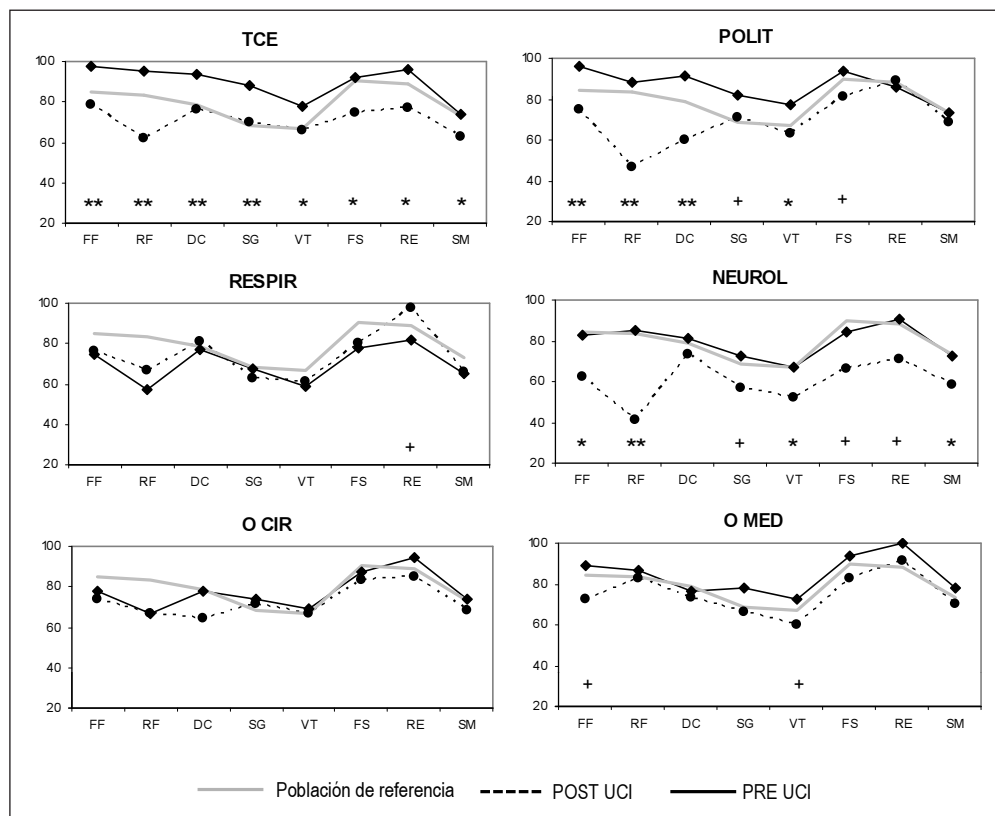 TCE
100
80
60
40
20
** ** ** ** * * * *
FF RF DC SG VT FS RE SM
POLIT
100
80
60
40
20
** ** ** + * +
FF RF DC SG VT FS RE SM
RESPIR
100
80
60
40
20
+
FF RF DC SG VT FS RE SM
NEUROL
100
80
60
40
20
* ** + * + + *
FF RF DC SG VT FS RE SM
O CIR
100
80
60
40
20
FF RF DC SG VT FS RE SM
O MED
100
80
60
40
20
+ +
FF RF DC SG VT FS RE SM
Población de referencia POST UCI PRE UCI